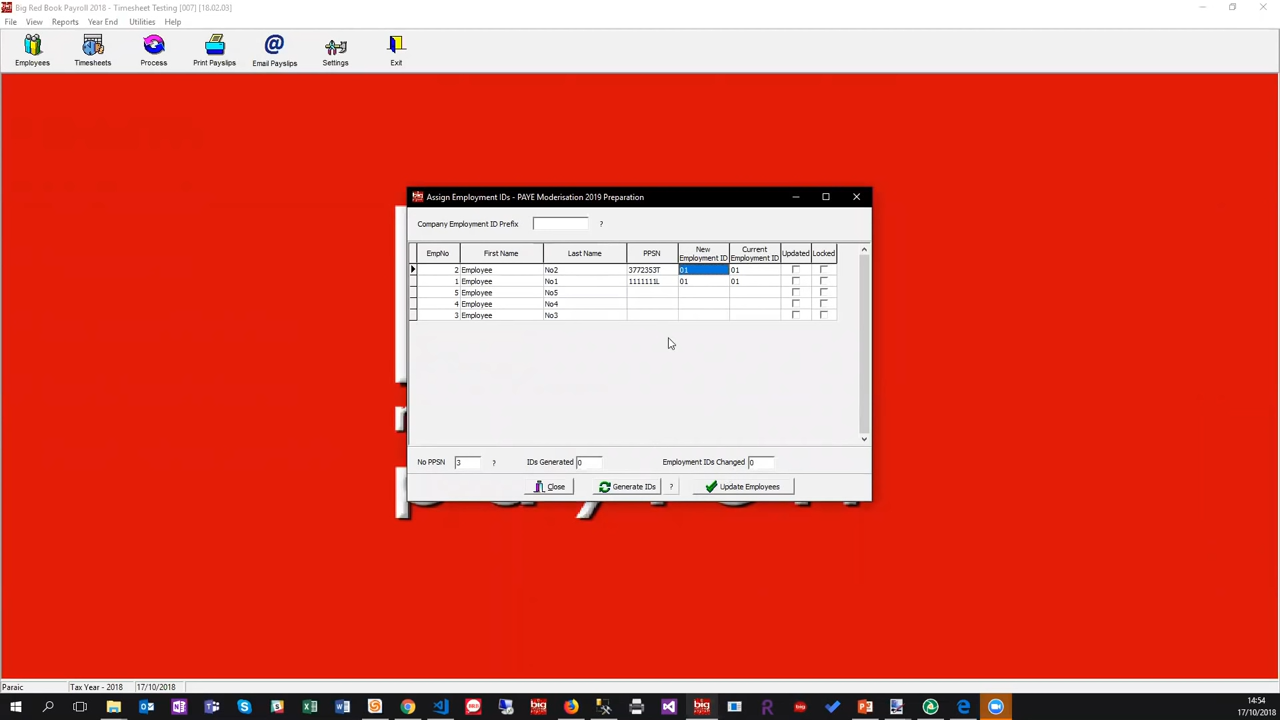 Big Red Book Payroll 2018 - Timesheet Testing [007] [18.02.03]
File View Reports Year End Utilities Help
Employees Timesheets Process Print Payslips Email Payslips Settings Exit
Assign Employment IDs - PAYE Moderisation 2019 Preparation
Company Employment ID Prefix ?
EmpNo First Name Last Name PPSN New Employment ID Current Employment ID Updated Locked
2 Employee No2 3772353T 01 01
1 Employee No1 1111111L 01 01
5 Employee No5
4 Employee No4
3 Employee No3
No PPSN 3 ? IDs Generated 0 Employment IDs Changed 0
Close Generate IDs ? Update Employees
Paraic Tax Year - 2018 17/10/2018
14:54
17/10/2018